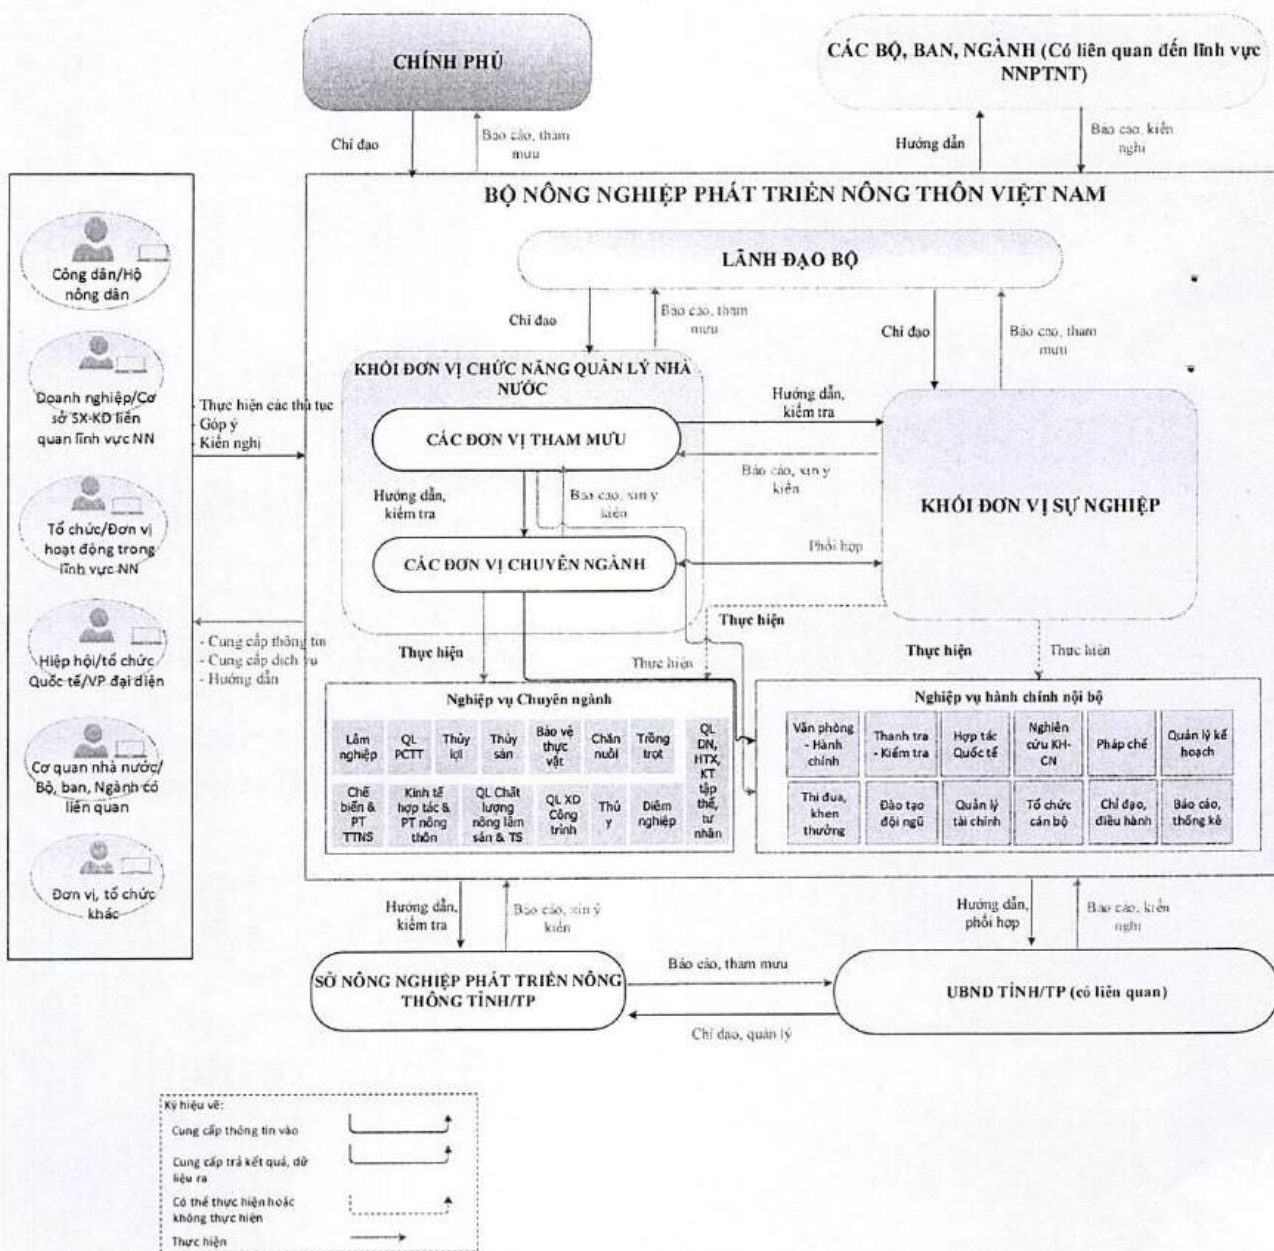 CHÍNH PHỦ
CÁC BỘ, BAN, NGÀNH (Có liên quan đến lĩnh vực
NNPTNT)
Chỉ đạo
Báo cáo, tham
mưu
Hướng dẫn
Báo cáo, kiến
nghị
BỘ NÔNG NGHIỆP PHÁT TRIỂN NÔNG THÔN VIỆT NAM
LÃNH ĐẠO BỘ
Chỉ đạo
Báo cáo, tham
mưu
Chỉ đạo
Báo cáo, tham
mưu
Công dân/Hộ
nông dân
Doanh nghiệp/Cơ
sở SX-KD liên
quan lĩnh vực NN
Tổ chức/Đơn vị
hoạt động trong
lĩnh vực NN
Hiệp hội/tổ chức
Quốc tế/VP đại diện
Cơ quan nhà nước/
Bộ, ban, Ngành có
liên quan
Đơn vị, tổ chức
khác
- Thực hiện các thủ tục
- Góp ý
- Kiến nghị
- Cung cấp thông tin
- Cung cấp dịch vụ
- Hướng dẫn
KHỐI ĐƠN VỊ CHỨC NĂNG QUẢN LÝ NHÀ
NƯỚC
CÁC ĐƠN VỊ THAM MƯU
Hướng dẫn,
kiểm tra
Báo cáo, xin ý
kiến
CÁC ĐƠN VỊ CHUYÊN NGÀNH
Hướng dẫn,
kiểm tra
Báo cáo, xin ý
kiến
Phối hợp
KHỐI ĐƠN VỊ SỰ NGHIỆP
Thực hiện
Thực hiện
Thực hiện
Thực hiện
Thực hiện
Nghiệp vụ Chuyên ngành
Lâm
nghiệp
QL
PCTT
Thủy
lợi
Thủy
sản
Bảo vệ
thực
vật
Chăn
nuôi
Trồng
trọt
QL
DN,
HTX,
KT
tập
thể,
tư
nhân
Chế
biến &
PT
TTNS
Kinh tế
hợp tác &
PT nông
thôn
QL Chất
lượng
nông lâm
sản & TS
QL XD
Công
trình
Thú
y
Diêm
nghiệp
Nghiệp vụ hành chính nội bộ
Văn phòng
- Hành
chính
Thanh tra
- Kiểm tra
Hợp tác
Quốc tế
Nghiên
cứu KH-
CN
Pháp chế
Quản lý kế
hoạch
Thi đua,
khen
thưởng
Đào tạo
đội ngũ
Quản lý
tài chính
Tổ chức
cán bộ
Chỉ đạo,
điều hành
Báo cáo,
thống kê
Hướng dẫn,
kiểm tra
Báo cáo, xin ý
kiến
Hướng dẫn,
phối hợp
Báo cáo, kiến
nghị
SỞ NÔNG NGHIỆP PHÁT TRIỂN NÔNG
THÔNG TỈNH/TP
Báo cáo, tham mưu
Chỉ đạo, quản lý
UBND TỈNH/TP (có liên quan)
Ký hiệu vẽ:
Cung cấp thông tin vào
Cung cấp trả kết quả, dữ
liệu ra
Có thể thực hiện hoặc
không thực hiện
Thực hiện